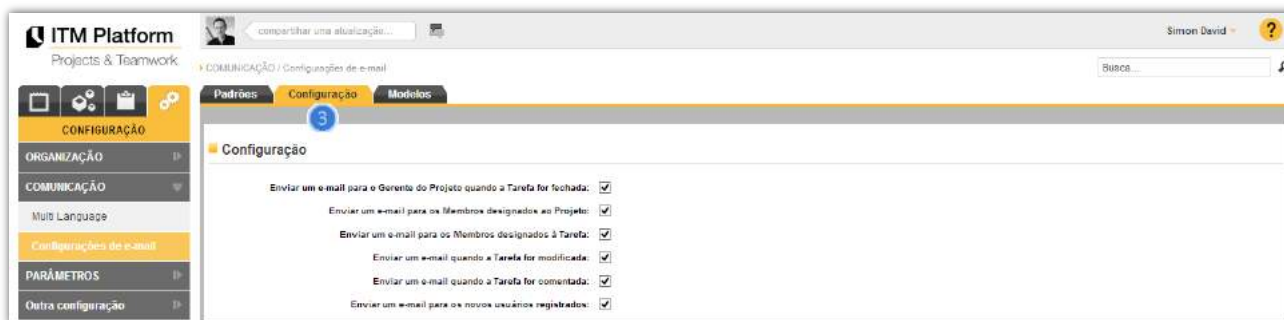 ITM Platform
Projects & Teamwork
compartilhar uma atualização...
Simon David
?
COMUNICAÇÃO / Configurações de e-mail
Busca...
Padrões
Configuração
Modelos
3
CONFIGURAÇÃO
ORGANIZAÇÃO
COMUNICAÇÃO
Multi Language
Configurações de e-mail
PARÂMETROS
Outra configuração
Configuração
Enviar um e-mail para o Gerente do Projeto quando a Tarefa for fechada:
Enviar um e-mail para os Membros designados ao Projeto:
Enviar um e-mail para os Membros designados à Tarefa:
Enviar um e-mail quando a Tarefa for modificada:
Enviar um e-mail quando a Tarefa for comentada:
Enviar um e-mail para os novos usuários registrados: